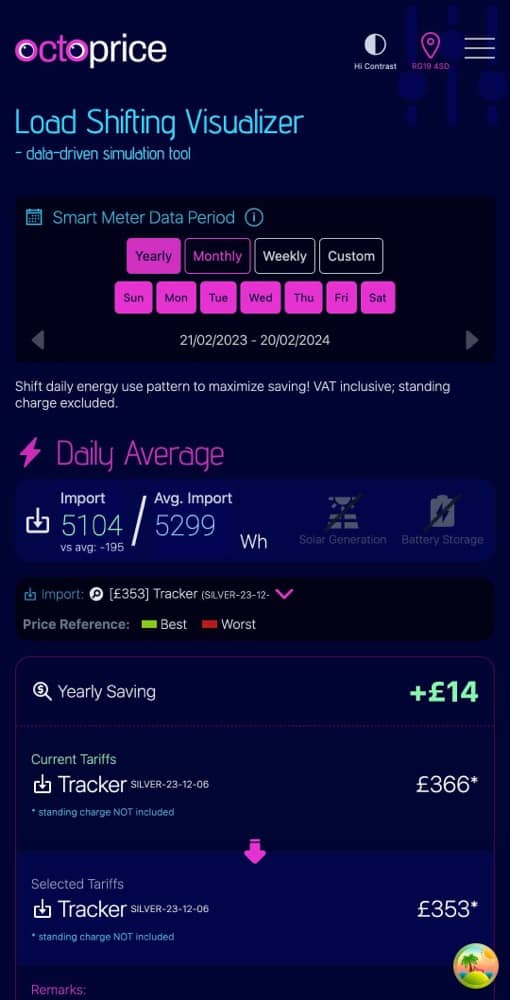 octoprice
Hi Contrast
RG19 4SD
Load Shifting Visualizer
- data-driven simulation tool
Smart Meter Data Period
Yearly Monthly Weekly Custom
Sun Mon Tue Wed Thu Fri Sat
21/02/2023 - 20/02/2024
Shift daily energy use pattern to maximize saving! VAT inclusive; standing
charge excluded.
Daily Average
Import / Avg. Import
5104 5299 Wh
vs avg: -195
Solar Generation Battery Storage
Import: [£353] Tracker (SILVER-23-12-
Price Reference: Best Worst
Yearly Saving +£14
Current Tariffs
Tracker SILVER-23-12-06 £366*
* standing charge NOT included
Selected Tariffs
Tracker SILVER-23-12-06 £353*
* standing charge NOT included
Remarks: